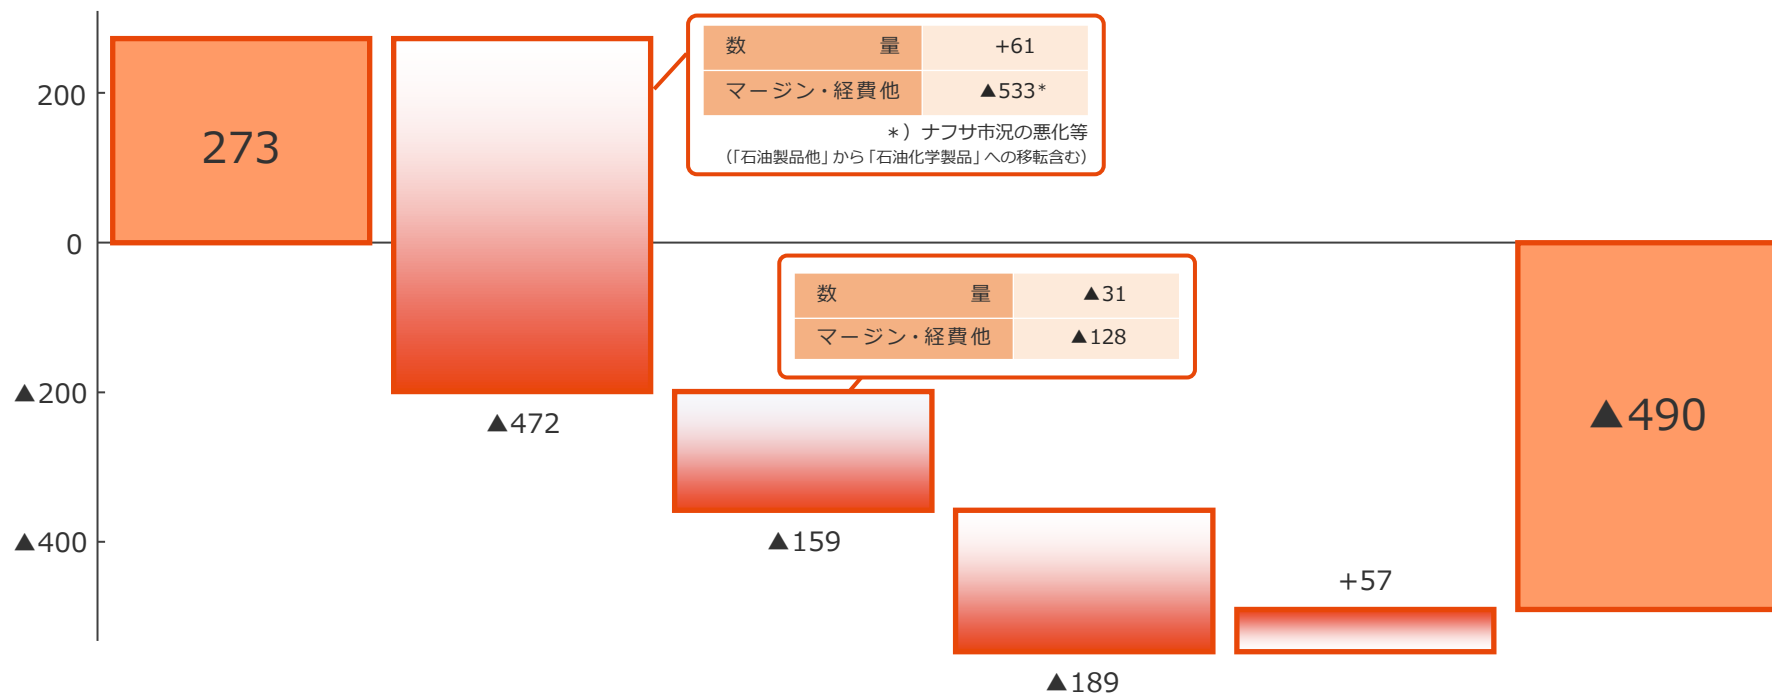 200
0
▲200
▲400
273
数量 +61
マージン・経費他 ▲533*
*）ナフサ市況の悪化等
（「石油製品他」から「石油化学製品」への移転含む）
▲472
数量 ▲31
マージン・経費他 ▲128
▲159
▲189
+57
▲490